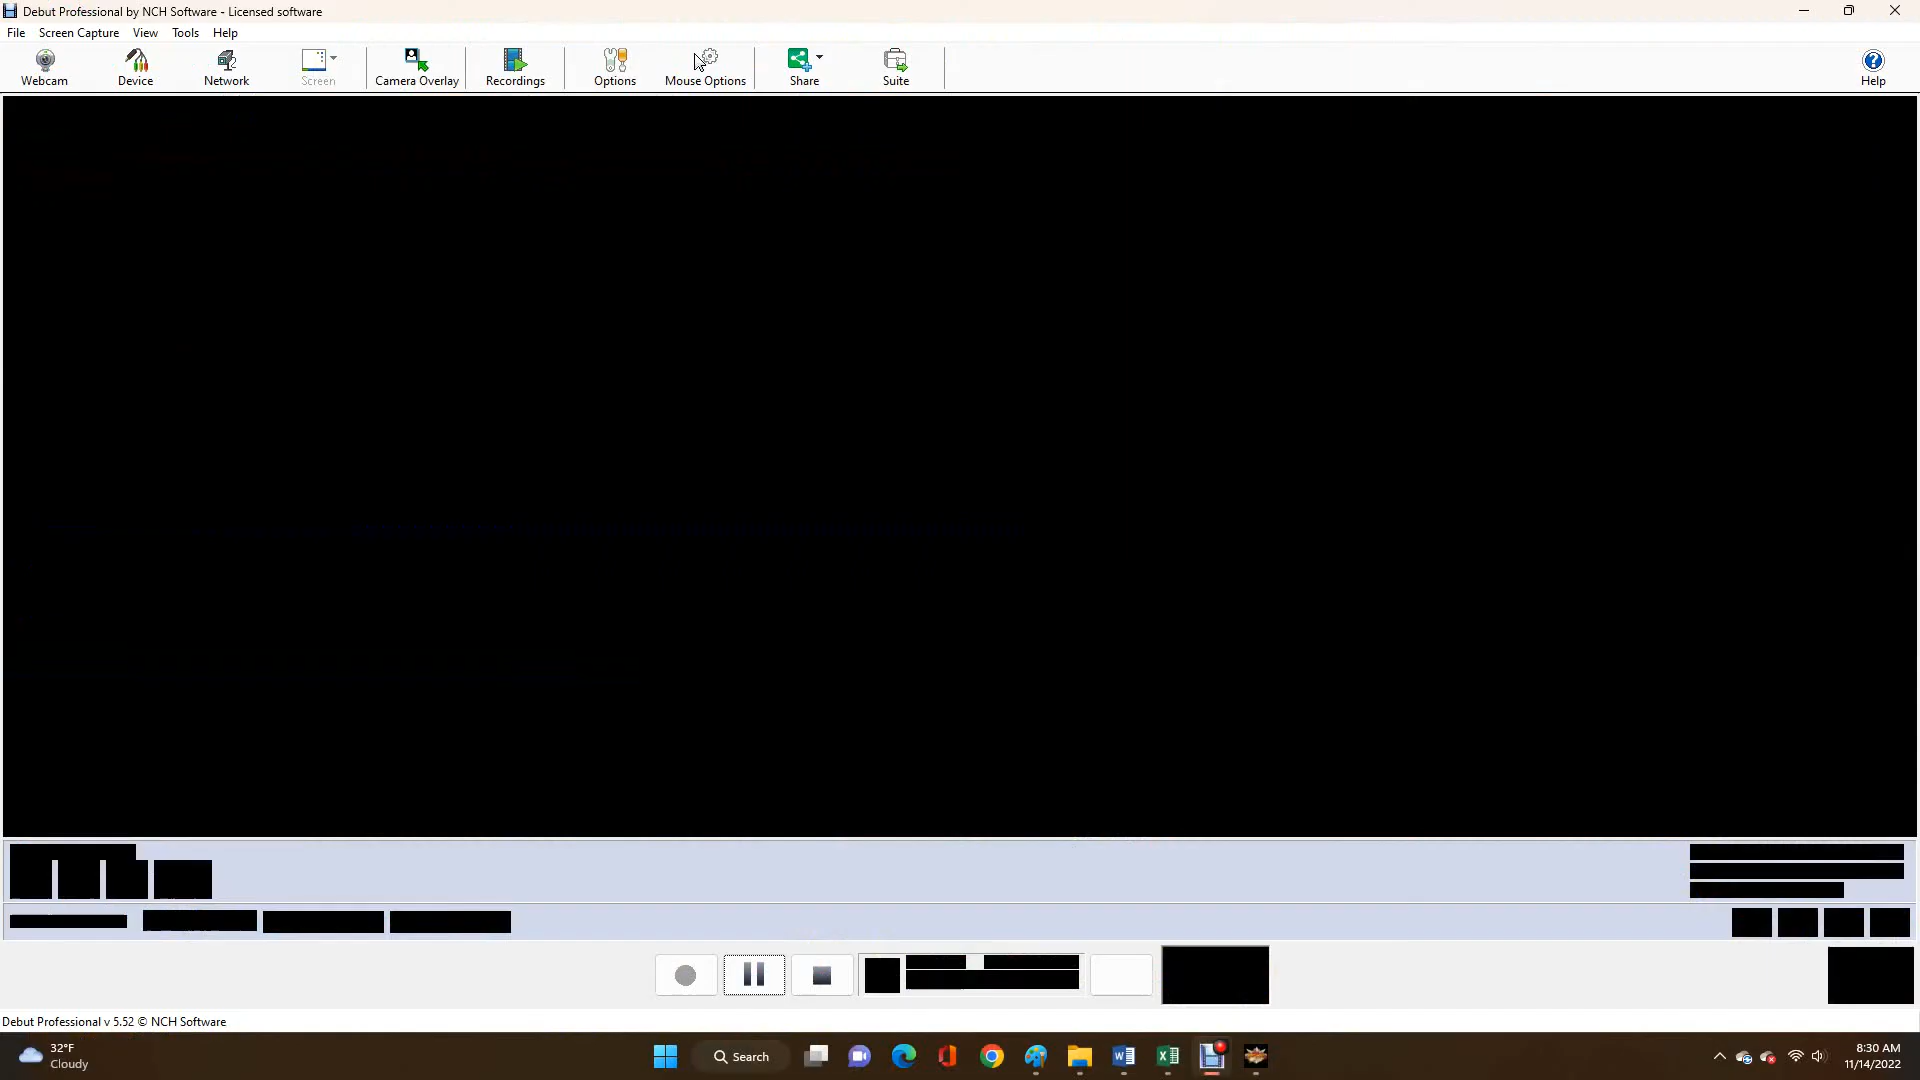 Debut Professional by NCH Software - Licensed software
File Screen Capture View Tools Help
Webcam Device Network Screen Camera Overlay Recordings Options Mouse Options Share Suite Help
Debut Professional v 5.52 © NCH Software
32°F
Cloudy
Search
8:30 AM
11/14/2022